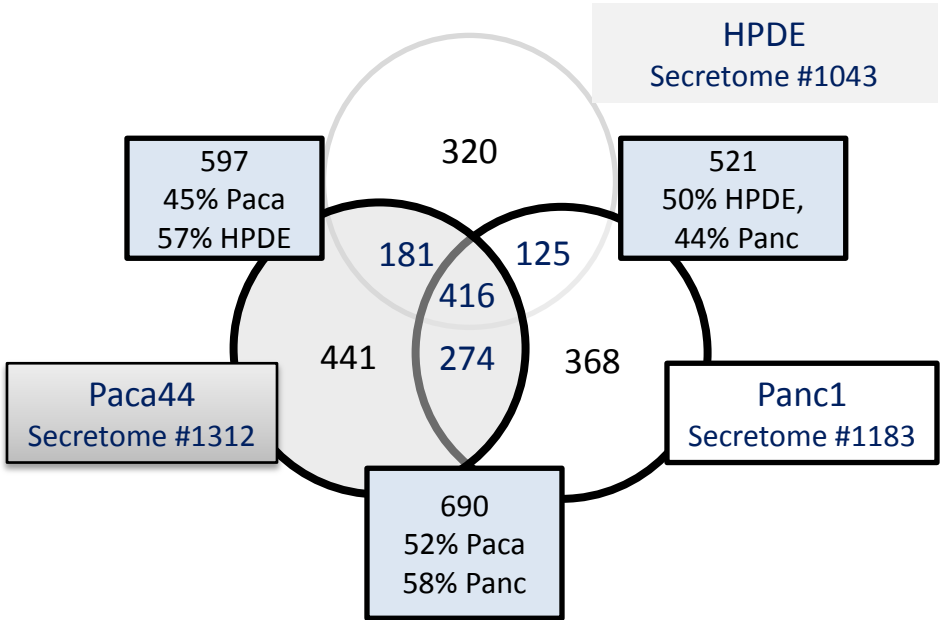 HPDE
Secretome #1043
320
597
45% Paca
57% HPDE
521
50% HPDE,
44% Panc
181
125
416
441
274
368
Paca44
Secretome #1312
Panc1
Secretome #1183
690
52% Paca
58% Panc